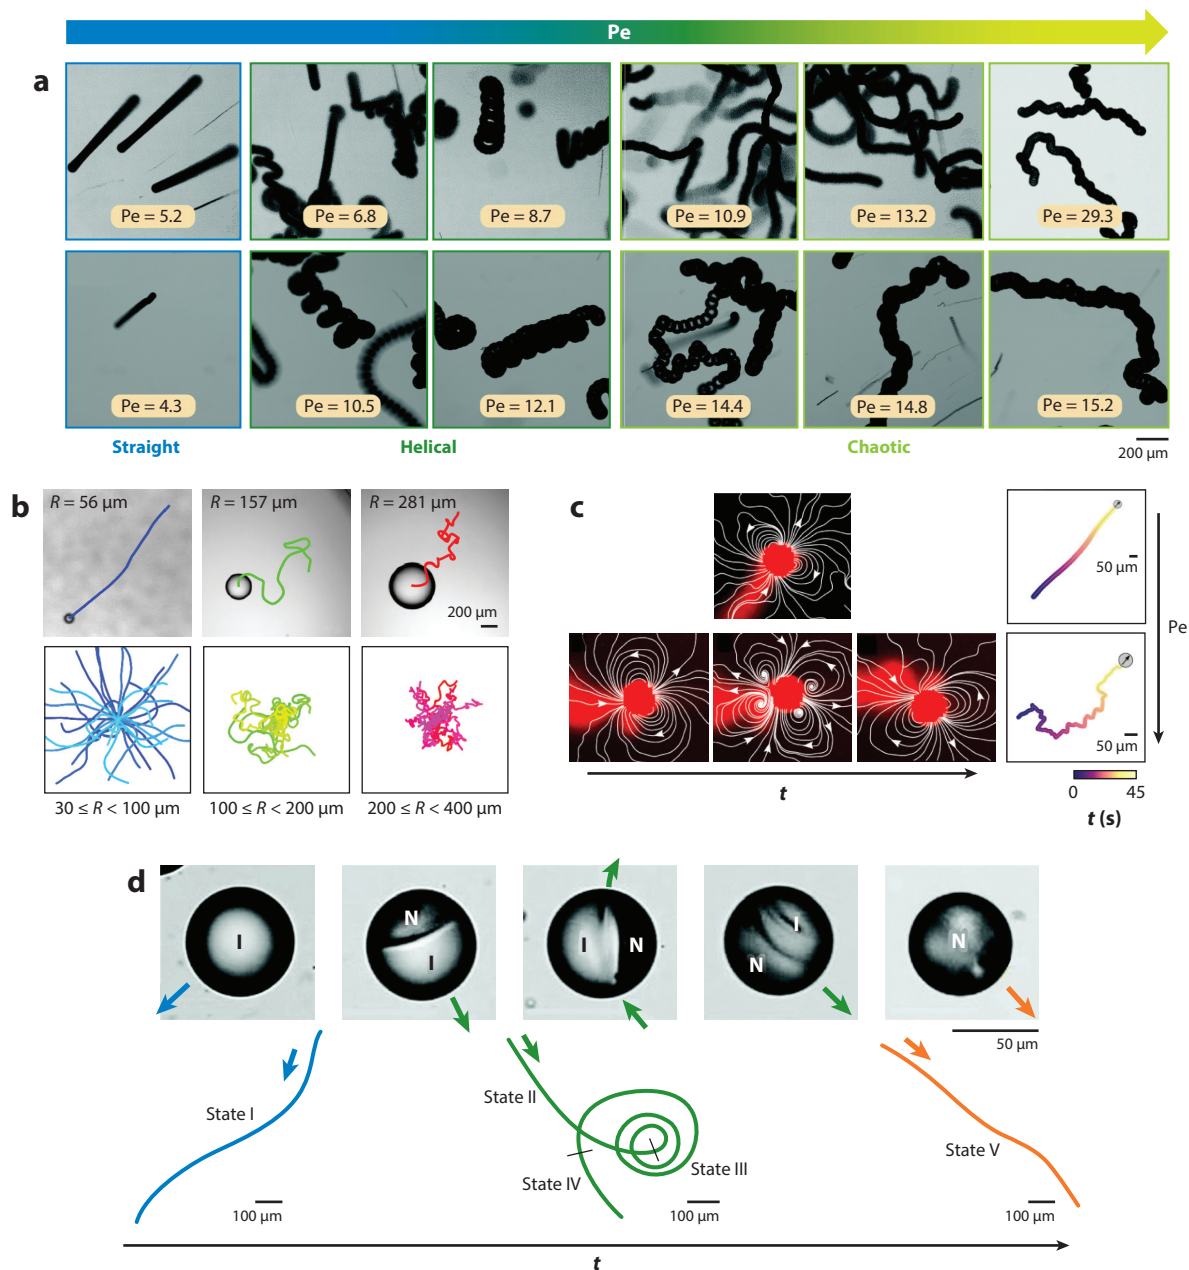 Pe
a
Pe = 5.2
Pe = 6.8
Pe = 8.7
Pe = 10.9
Pe = 13.2
Pe = 29.3
Pe = 4.3
Pe = 10.5
Pe = 12.1
Pe = 14.4
Pe = 14.8
Pe = 15.2
Straight
Helical
Chaotic
200 µm
b
R = 56 µm
R = 157 µm
R = 281 µm
200 µm
30 ≤ R < 100 µm
100 ≤ R < 200 µm
200 ≤ R < 400 µm
c
t
50 µm
50 µm
Pe
0
45
t (s)
d
I
N
I
I
N
I
N
N
50 µm
State I
State II
State III
State IV
State V
100 µm
100 µm
100 µm
t